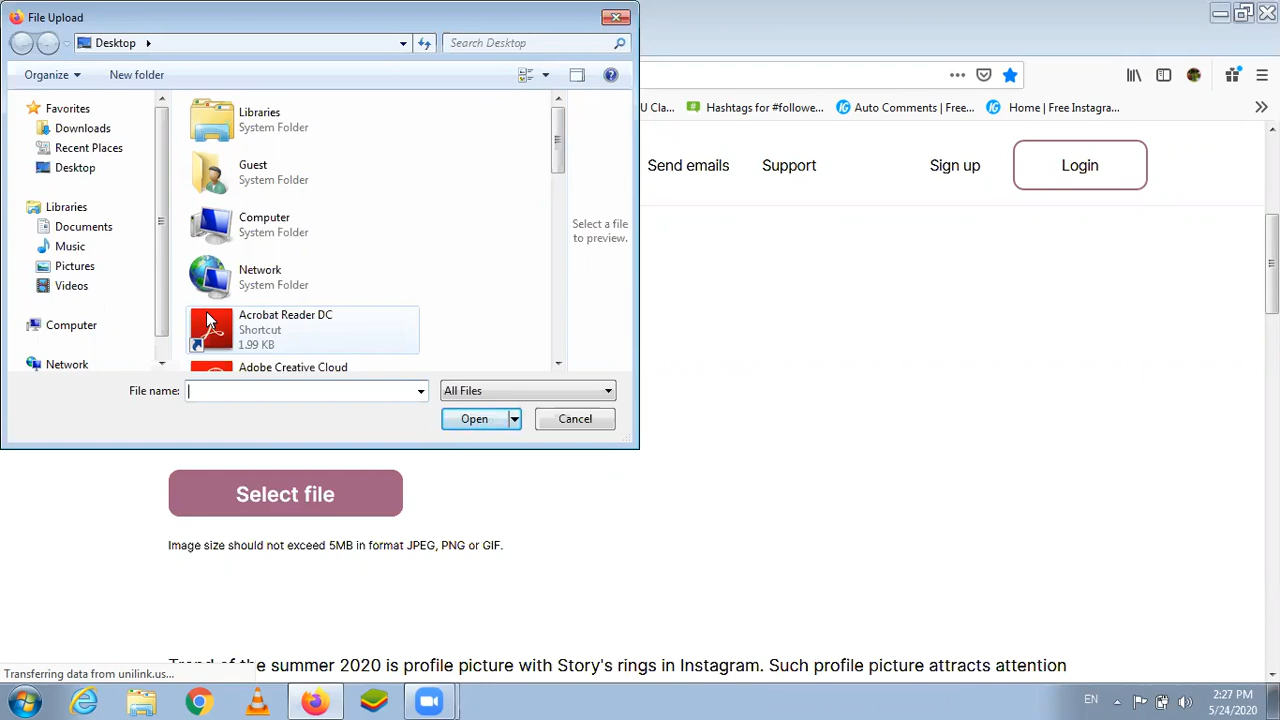 File Upload
Desktop
Search Desktop
Organize
New folder
U Cla...
Hashtags for #followe...
Auto Comments | Free...
Home | Free Instagra...
Favorites
Downloads
Recent Places
Desktop
Libraries
Documents
Music
Pictures
Videos
Computer
Network
Libraries
System Folder
Guest
System Folder
Computer
System Folder
Network
System Folder
Acrobat Reader DC
Shortcut
1.99 KB
Adobe Creative Cloud
Select a file
to preview.
File name:
All Files
Open
Cancel
Send emails
Support
Sign up
Login
Select file
Image size should not exceed 5MB in format JPEG, PNG or GIF.
Trend of the summer 2020 is profile picture with Story's rings in Instagram. Such profile picture attracts attention
Transferring data from unilink.us...
EN
2:27 PM
5/24/2020